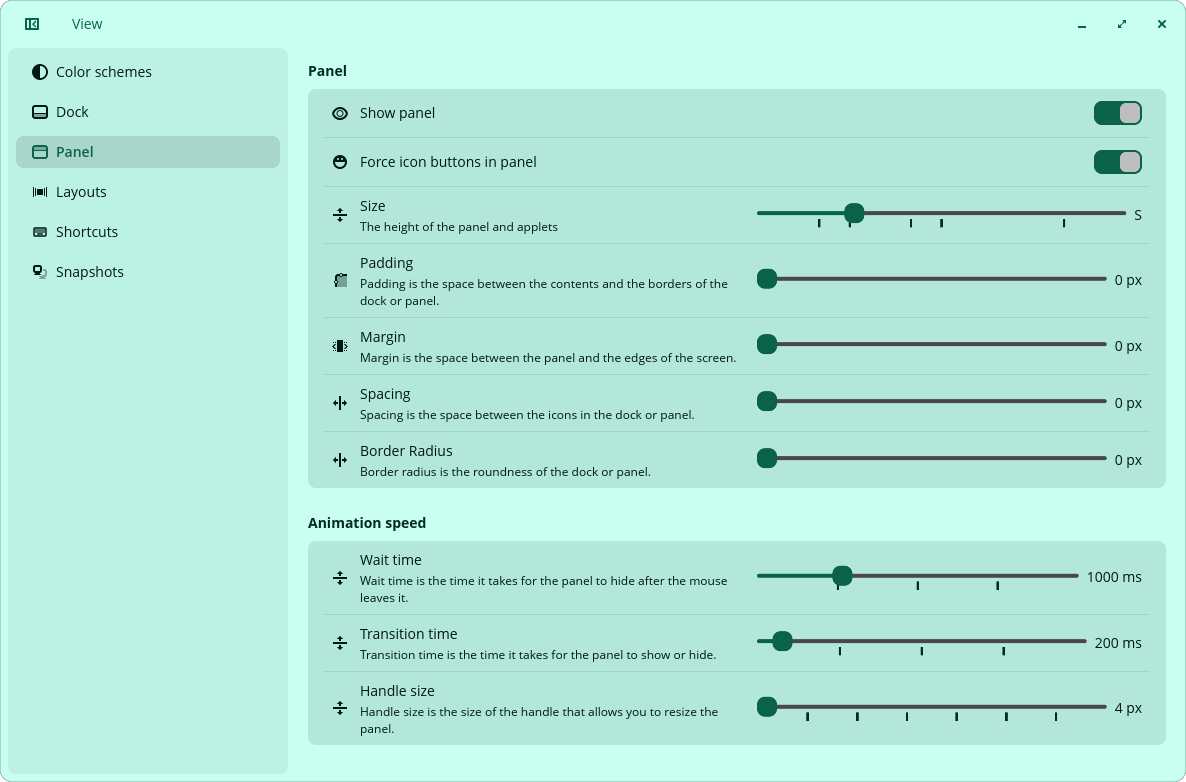 View
Color schemes
Dock
Panel
Layouts
Shortcuts
Snapshots
Panel
Show panel
Force icon buttons in panel
Size
The height of the panel and applets
S
Padding
Padding is the space between the contents and the borders of the
dock or panel.
0 px
Margin
Margin is the space between the panel and the edges of the screen.
0 px
Spacing
Spacing is the space between the icons in the dock or panel.
0 px
Border Radius
Border radius is the roundness of the dock or panel.
0 px
Animation speed
Wait time
Wait time is the time it takes for the panel to hide after the mouse
leaves it.
1000 ms
Transition time
Transition time is the time it takes for the panel to show or hide.
200 ms
Handle size
Handle size is the size of the handle that allows you to resize the
panel.
4 px